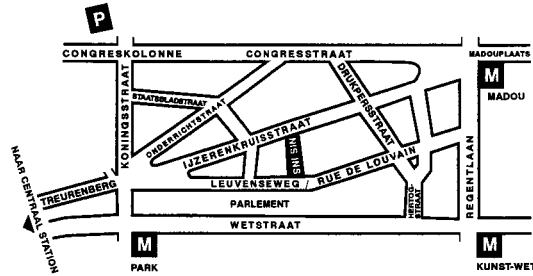 P
CONGRESKOLONNE
CONGRESSTRAAT
MADOUPLAATS
M
MADOU
STAATSBLADSTRAAT
DRUKPERSSTRAAT
KONINGSSTRAAT
ONDERRICHTSTRAAT
IJZERENKRUISSTRAAT
NIS INS
RUE DE LOUVAIN
LEUVENSEWEG /
REGENTLAAN
TREURENBERG
NAAR CENTRAAL STATION
PARLEMENT
HERTOG-
STRAAT
WETSTRAAT
M
PARK
M
KUNST-WET